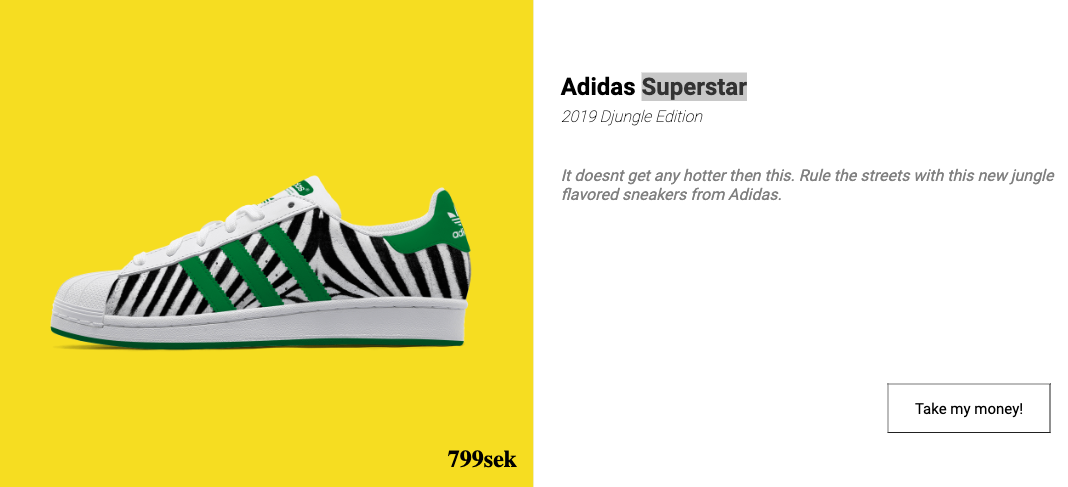 Adidas Superstar
2019 Djungle Edition
It doesnt get any hotter then this. Rule the streets with this new jungle
flavored sneakers from Adidas.
799sek
Take my money!